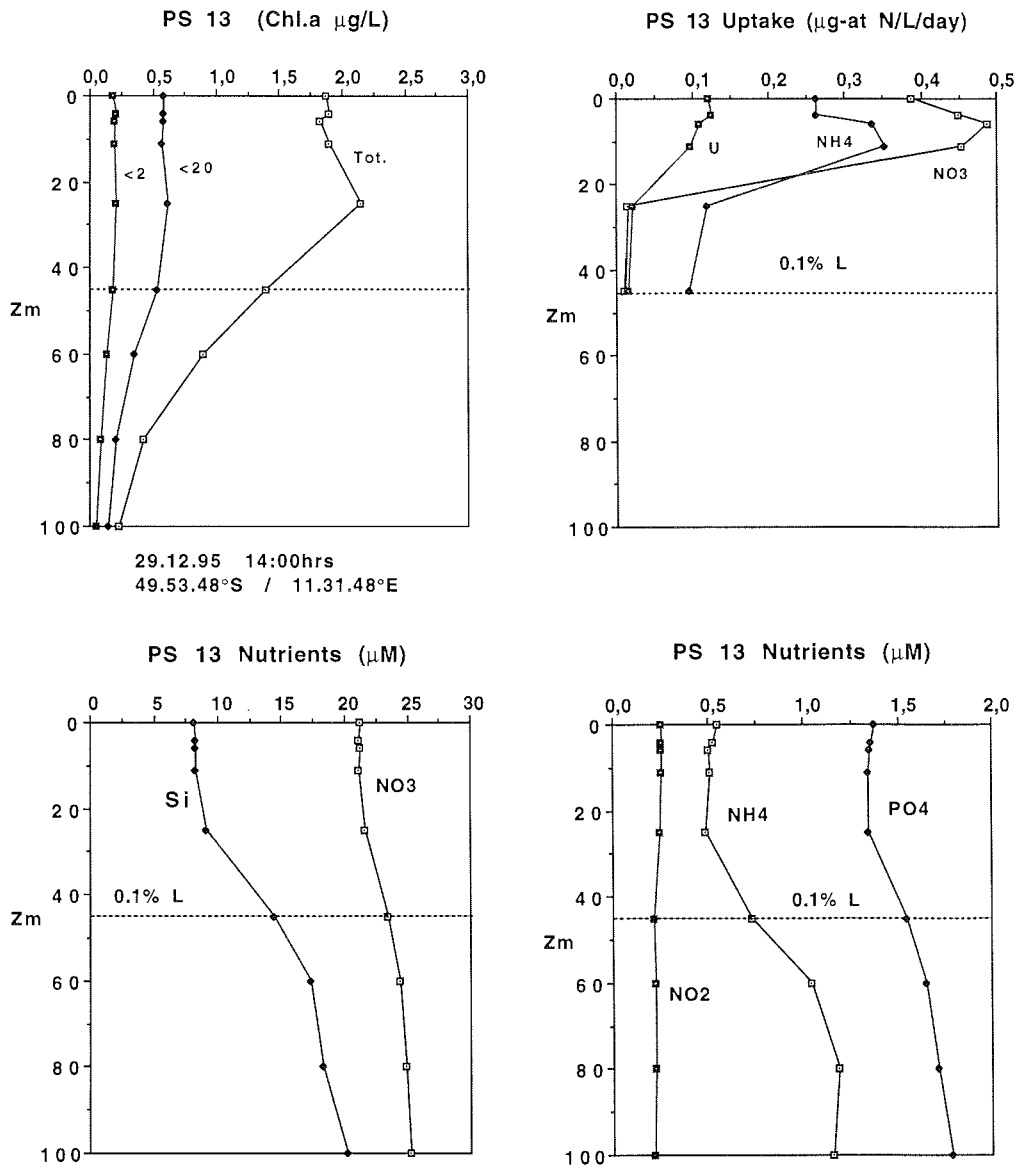 PS 13 (Chl.a µg/L)
0,0 0,5 1,0 1,5 2,0 2,5 3,0
0
20
40
60
80
100
Zm
<2
<20
Tot.
29.12.95 14:00hrs
49.53.48°S / 11.31.48°E
PS 13 Uptake (µg-at N/L/day)
0,0 0,1 0,2 0,3 0,4 0,5
0
20
40
60
80
100
Zm
U
NH4
NO3
0.1% L
PS 13 Nutrients (µM)
0 5 10 15 20 25 30
0
20
40
60
80
100
Zm
Si
NO3
0.1% L
PS 13 Nutrients (µM)
0,0 0,5 1,0 1,5 2,0
0
20
40
60
80
100
Zm
NH4
PO4
0.1% L
NO2